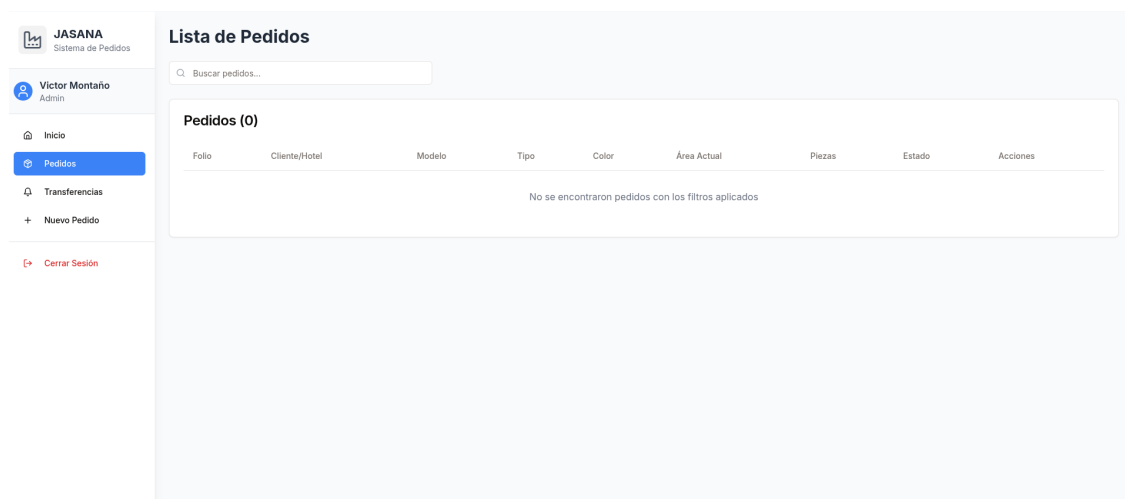 JASANA
Sistema de Pedidos
Victor Montaño
Admin
Inicio
Pedidos
Transferencias
Nuevo Pedido
Cerrar Sesión
Lista de Pedidos
Buscar pedidos...
Pedidos (0)
Folio Cliente/Hotel Modelo Tipo Color Área Actual Piezas Estado Acciones
No se encontraron pedidos con los filtros aplicados